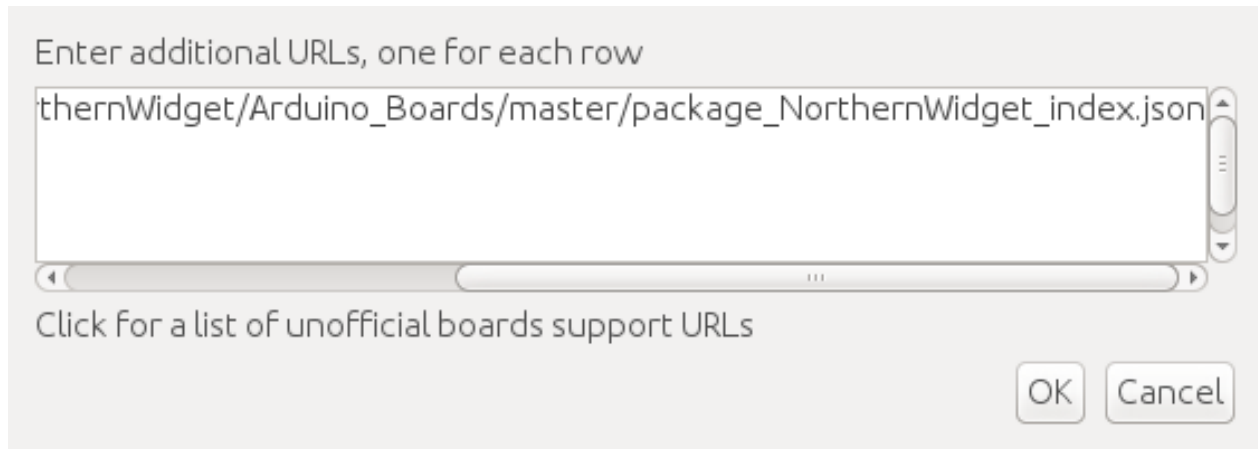 Enter additional URLs, one for each row
thernWidget/Arduino_Boards/master/package_NorthernWidget_index.json
Click for a list of unofficial boards support URLs
OK Cancel